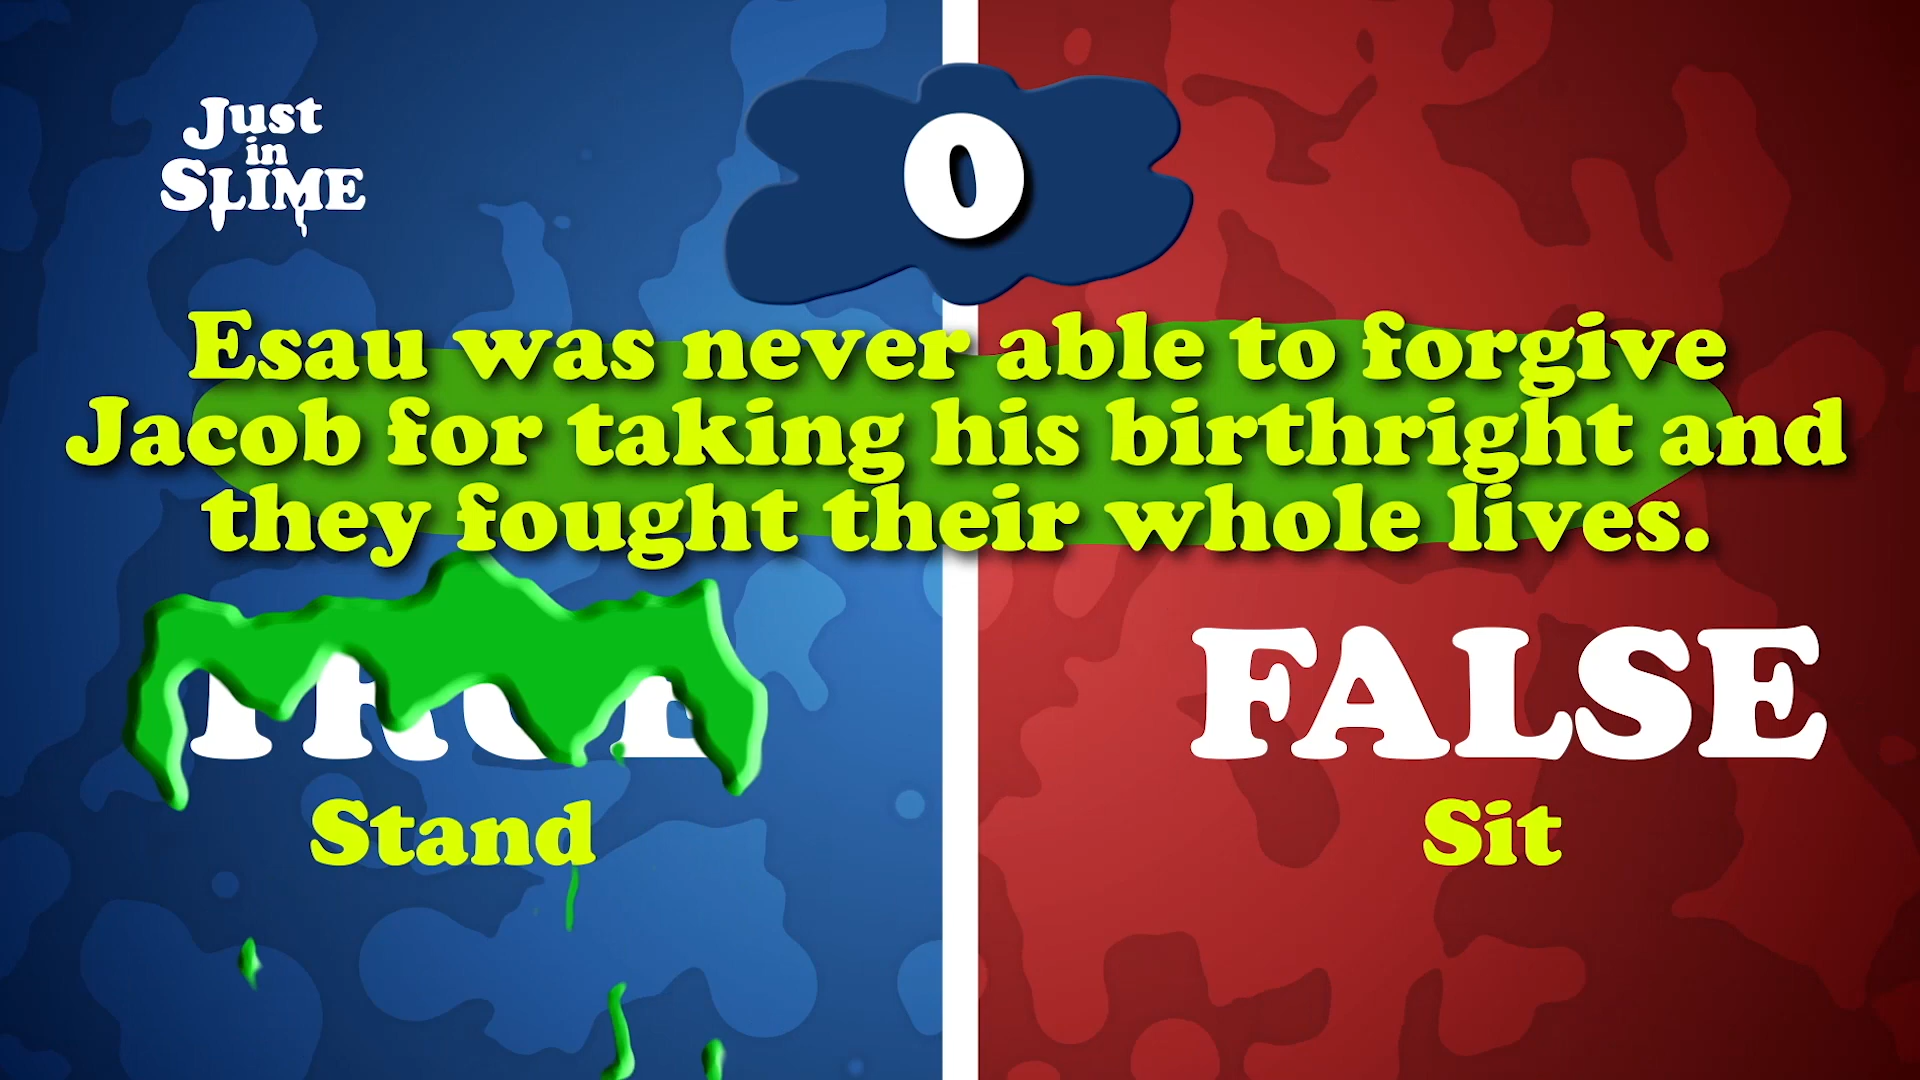 Just
in
SLIME
0
Esau was never able to forgive
Jacob for taking his birthright and
they fought their whole lives.
TRUE
FALSE
Stand
Sit